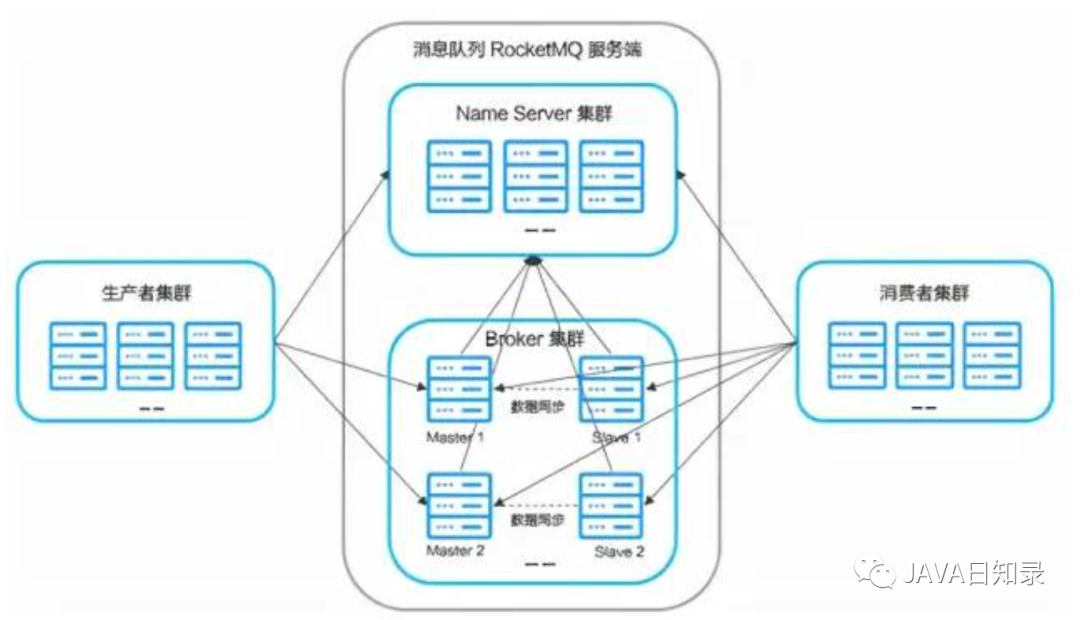 消息队列 RocketMQ 服务端
Name Server 集群
生产者集群
消费者集群
Broker 集群
数据同步
Master 1
Slave 1
数据同步
Master 2
Slave 2
JAVA日知录